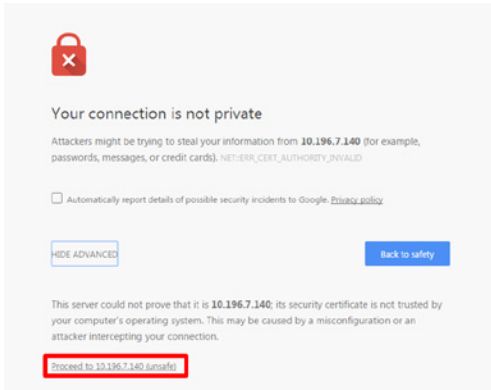 Your connection is not private
Attackers might be trying to steal your information from 10.196.7.140 (for example,
passwords, messages, or credit cards). NET::ERR_CERT_AUTHORITY_INVALID
Automatically report details of possible security incidents to Google. Privacy policy
HIDE ADVANCED
Back to safety
This server could not prove that it is 10.196.7.140; its security certificate is not trusted by
your computer's operating system. This may be caused by a misconfiguration or an
attacker intercepting your connection.
Proceed to 10.196.7.140 (unsafe)